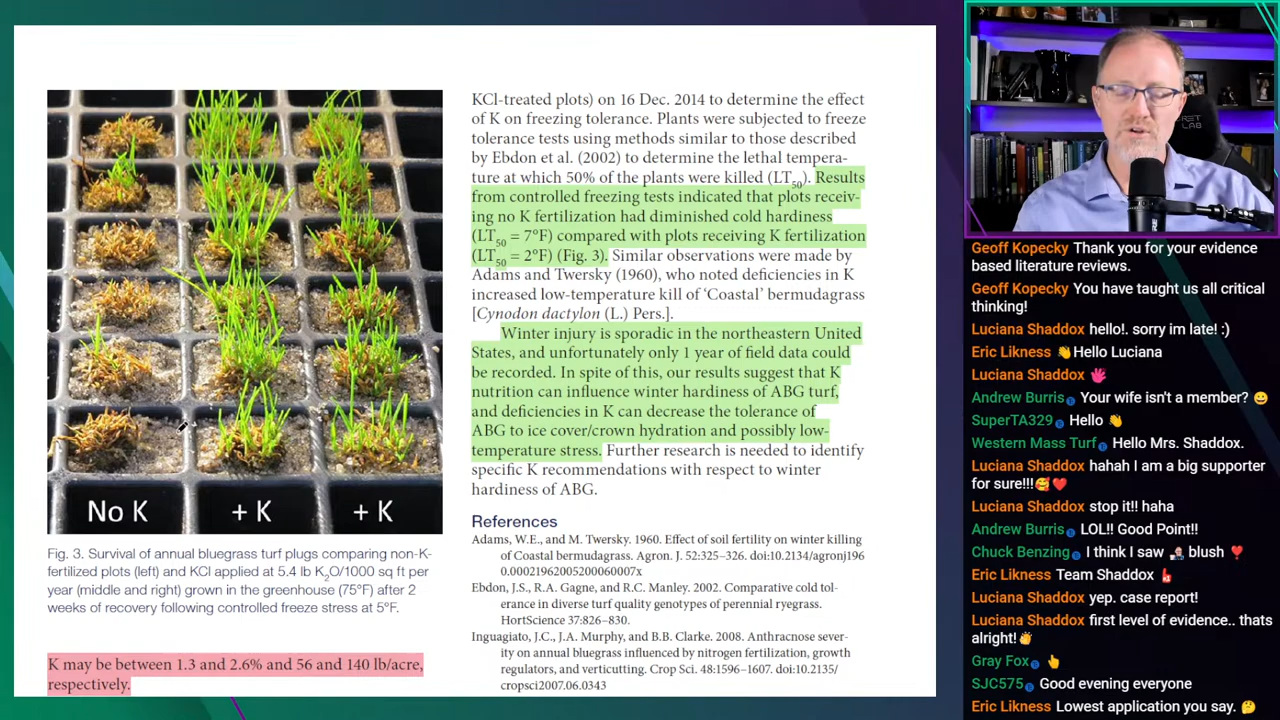 No K
+ K
+ K
Fig. 3. Survival of annual bluegrass turf plugs comparing non-K-
fertilized plots (left) and KCl applied at 5.4 lb K2O/1000 sq ft per
year (middle and right) grown in the greenhouse (75°F) after 2
weeks of recovery following controlled freeze stress at 5°F.
K may be between 1.3 and 2.6% and 56 and 140 lb/acre,
respectively.
KCl-treated plots) on 16 Dec. 2014 to determine the effect
of K on freezing tolerance. Plants were subjected to freeze
tolerance tests using methods similar to those described
by Ebdon et al. (2002) to determine the lethal tempera-
ture at which 50% of the plants were killed (LT50). Results
from controlled freezing tests indicated that plots receiv-
ing no K fertilization had diminished cold hardiness
(LT50 = 7°F) compared with plots receiving K fertilization
(LT50 = 2°F) (Fig. 3). Similar observations were made by
Adams and Twersky (1960), who noted deficiencies in K
increased low-temperature kill of ‘Coastal’ bermudagrass
[Cynodon dactylon (L.) Pers.].
Winter injury is sporadic in the northeastern United
States, and unfortunately only 1 year of field data could
be recorded. In spite of this, our results suggest that K
nutrition can influence winter hardiness of ABG turf,
and deficiencies in K can decrease the tolerance of
ABG to ice cover/crown hydration and possibly low-
temperature stress. Further research is needed to identify
specific K recommendations with respect to winter
hardiness of ABG.
References
Adams, W.E., and M. Twersky. 1960. Effect of soil fertility on winter killing
of Coastal bermudagrass. Agron. J. 52:325–326. doi:10.2134/agronj196
0.00021962005200060007x
Ebdon, J.S., R.A. Gagne, and R.C. Manley. 2002. Comparative cold tol-
erance in diverse turf quality genotypes of perennial ryegrass.
HortScience 37:826–830.
Inguagiato, J.C., J.A. Murphy, and B.B. Clarke. 2008. Anthracnose sever-
ity on annual bluegrass influenced by nitrogen fertilization, growth
regulators, and verticutting. Crop Sci. 48:1596–1607. doi:10.2135/
cropsci2007.06.0343
Geoff Kopecky Thank you for your evidence
based literature reviews.
Geoff Kopecky You have taught us all critical
thinking!
Luciana Shaddox hello!. sorry im late! :)
Eric Likness 👋Hello Luciana
Luciana Shaddox 👋
Andrew Burris Your wife isn't a member? 😀
SuperTA329 Hello 👋
Western Mass Turf Hello Mrs. Shaddox.
Luciana Shaddox hahah I am a big supporter
for sure!!!🥰❤️
Luciana Shaddox stop it!! haha
Andrew Burris LOL!! Good Point!!
Chuck Benzing I think I saw 👨🏻‍🔬 blush ❤️
Eric Likness Team Shaddox 💃
Luciana Shaddox yep. case report!
Luciana Shaddox first level of evidence.. thats
alright!👏
Gray Fox 👆
SJC575 Good evening everyone
Eric Likness Lowest application you say. 🤔